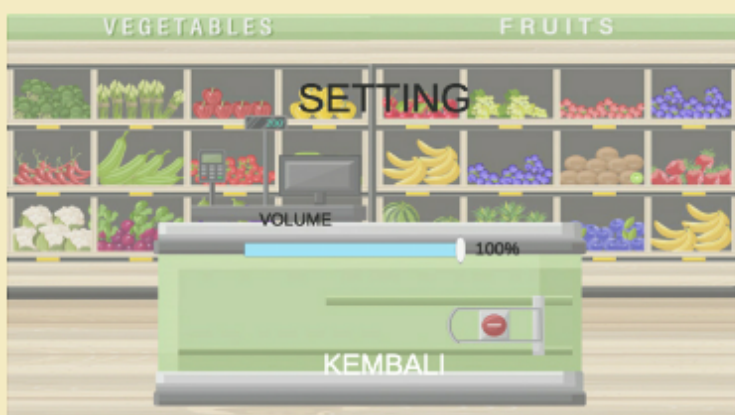 VEGETABLES
FRUITS
SETTING
VOLUME
100%
KEMBALI